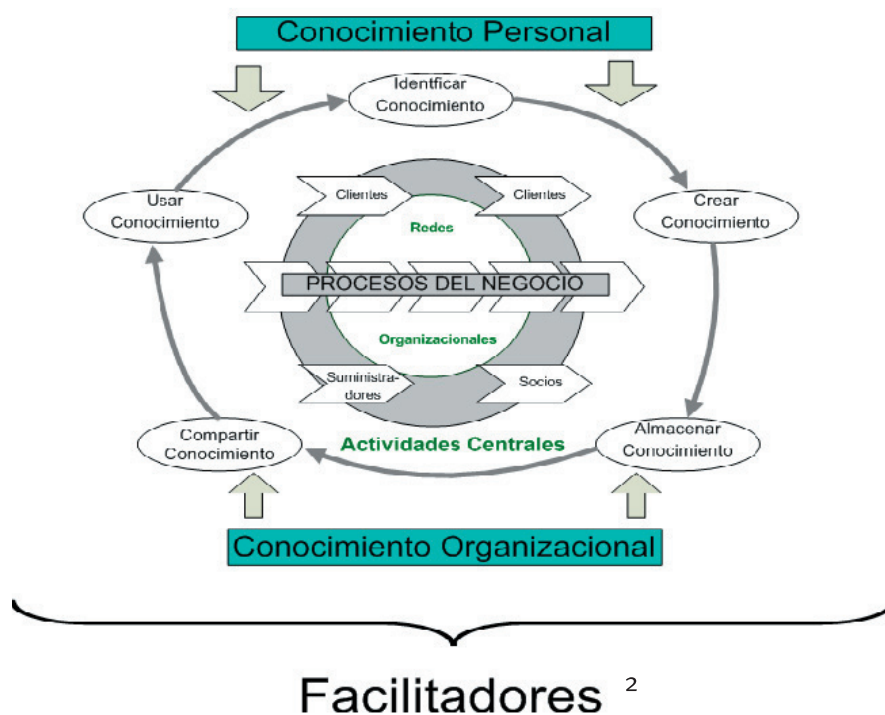 Conocimiento Personal
Identficar
Conocimiento
Usar
Conocimiento
Crear
Conocimiento
Clientes
Clientes
Redes
PROCESOS DEL NEGOCIO
Organizacionales
Suministra-
dores
Socios
Compartir
Conocimiento
Actividades Centrales
Almacenar
Conocimiento
Conocimiento Organizacional
Facilitadores 2